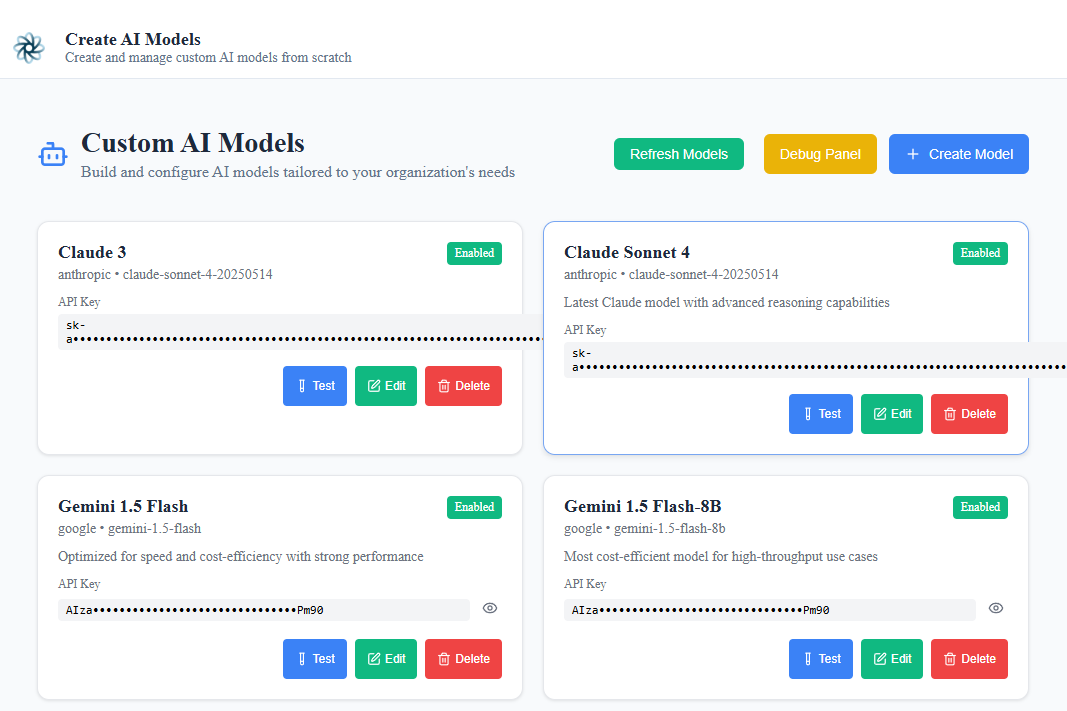 Create AI Models
Create and manage custom AI models from scratch
Custom AI Models
Build and configure AI models tailored to your organization's needs
Refresh Models
Debug Panel
+ Create Model
Claude 3
Enabled
anthropic • claude-sonnet-4-20250514
API Key
sk-
a••••••••••••••••••••••••••••••••••••••••••••••••••••••••••••••••••••••••
Test
Edit
Delete
Claude Sonnet 4
Enabled
anthropic • claude-sonnet-4-20250514
Latest Claude model with advanced reasoning capabilities
API Key
sk-
a••••••••••••••••••••••••••••••••••••••••••••••••••••••••••••••••••••••••••
Test
Edit
Delete
Gemini 1.5 Flash
Enabled
google • gemini-1.5-flash
Optimized for speed and cost-efficiency with strong performance
API Key
AIza•••••••••••••••••••••••••••••••Pm90
Test
Edit
Delete
Gemini 1.5 Flash-8B
Enabled
google • gemini-1.5-flash-8b
Most cost-efficient model for high-throughput use cases
API Key
AIza•••••••••••••••••••••••••••••••Pm90
Test
Edit
Delete